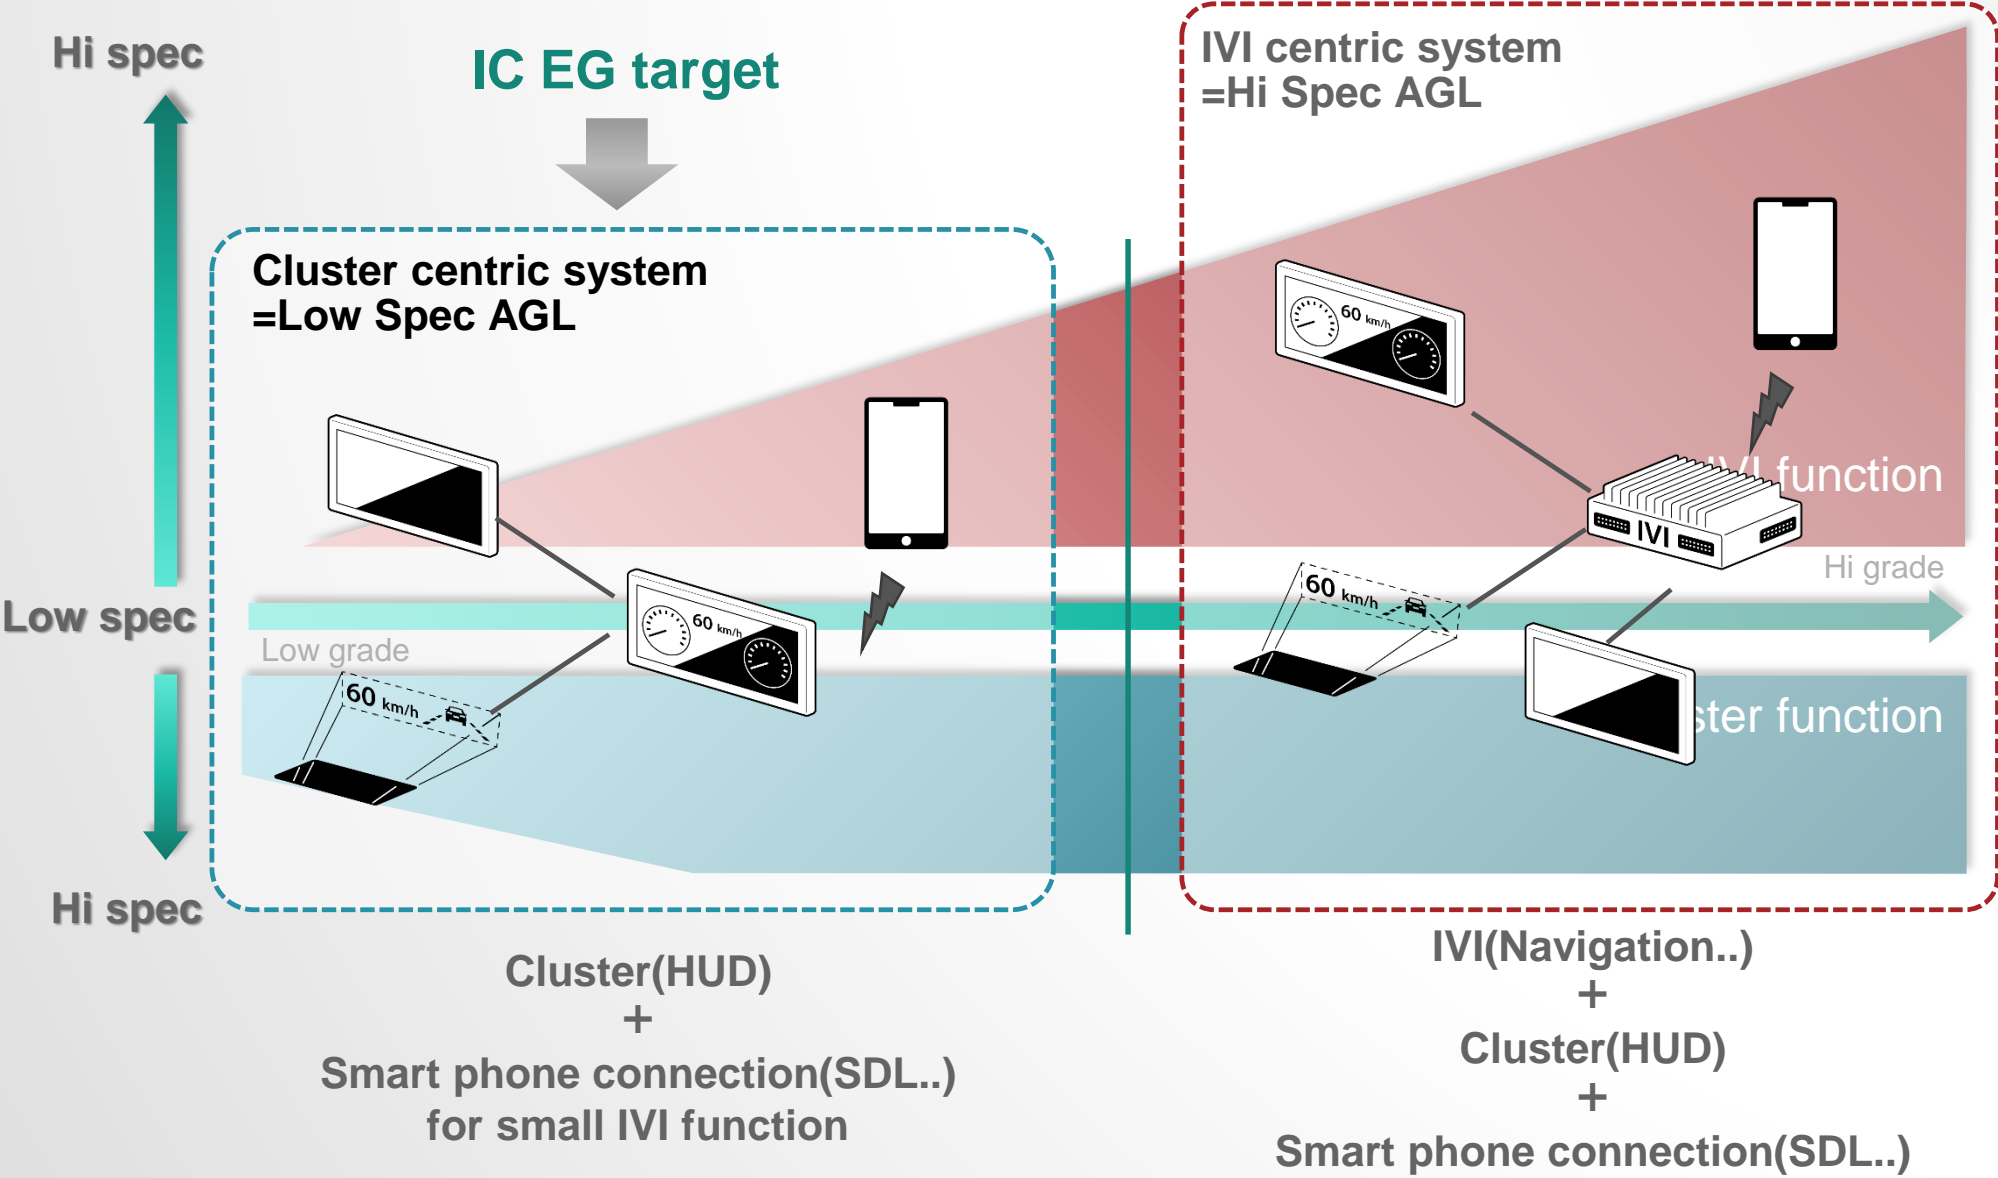 Hi spec
IC EG target
IVI centric system
=Hi Spec AGL
Cluster centric system
=Low Spec AGL
60 km/h
IVI function
IVI
Hi grade
60 km/h
Low spec
60 km/h
Low grade
60 km/h
ster function
Hi spec
Cluster(HUD)
+
Smart phone connection(SDL..)
for small IVI function
IVI(Navigation..)
+
Cluster(HUD)
+
Smart phone connection(SDL..)